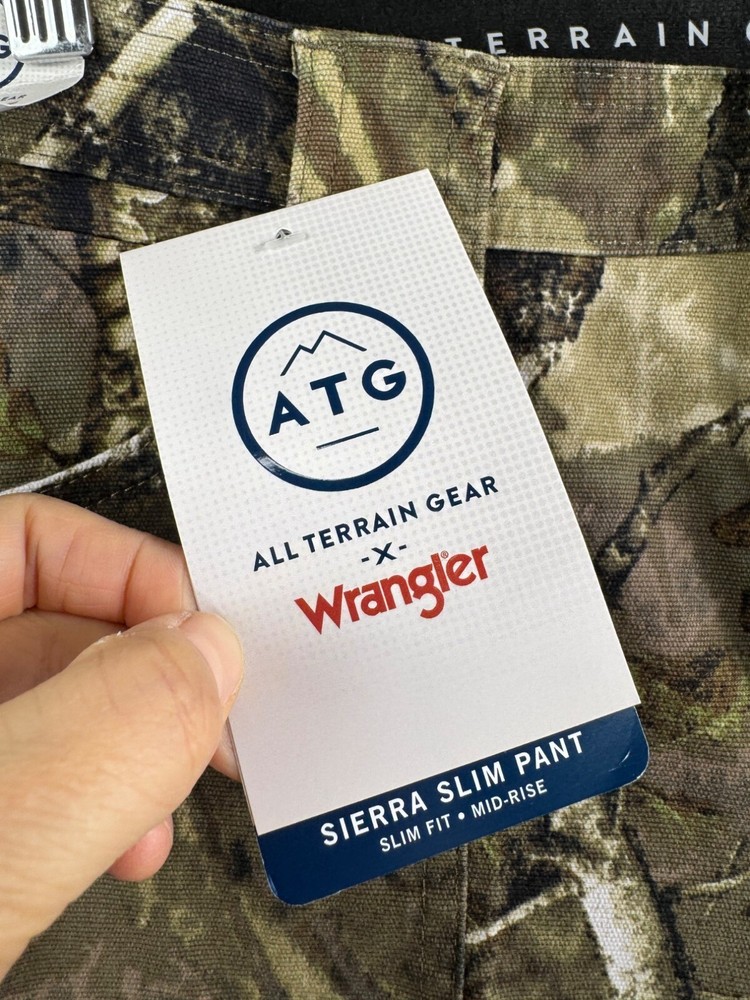 TERRAIN
ATG
ALL TERRAIN GEAR
-X-
Wrangler®
SIERRA SLIM PANT
SLIM FIT • MID-RISE